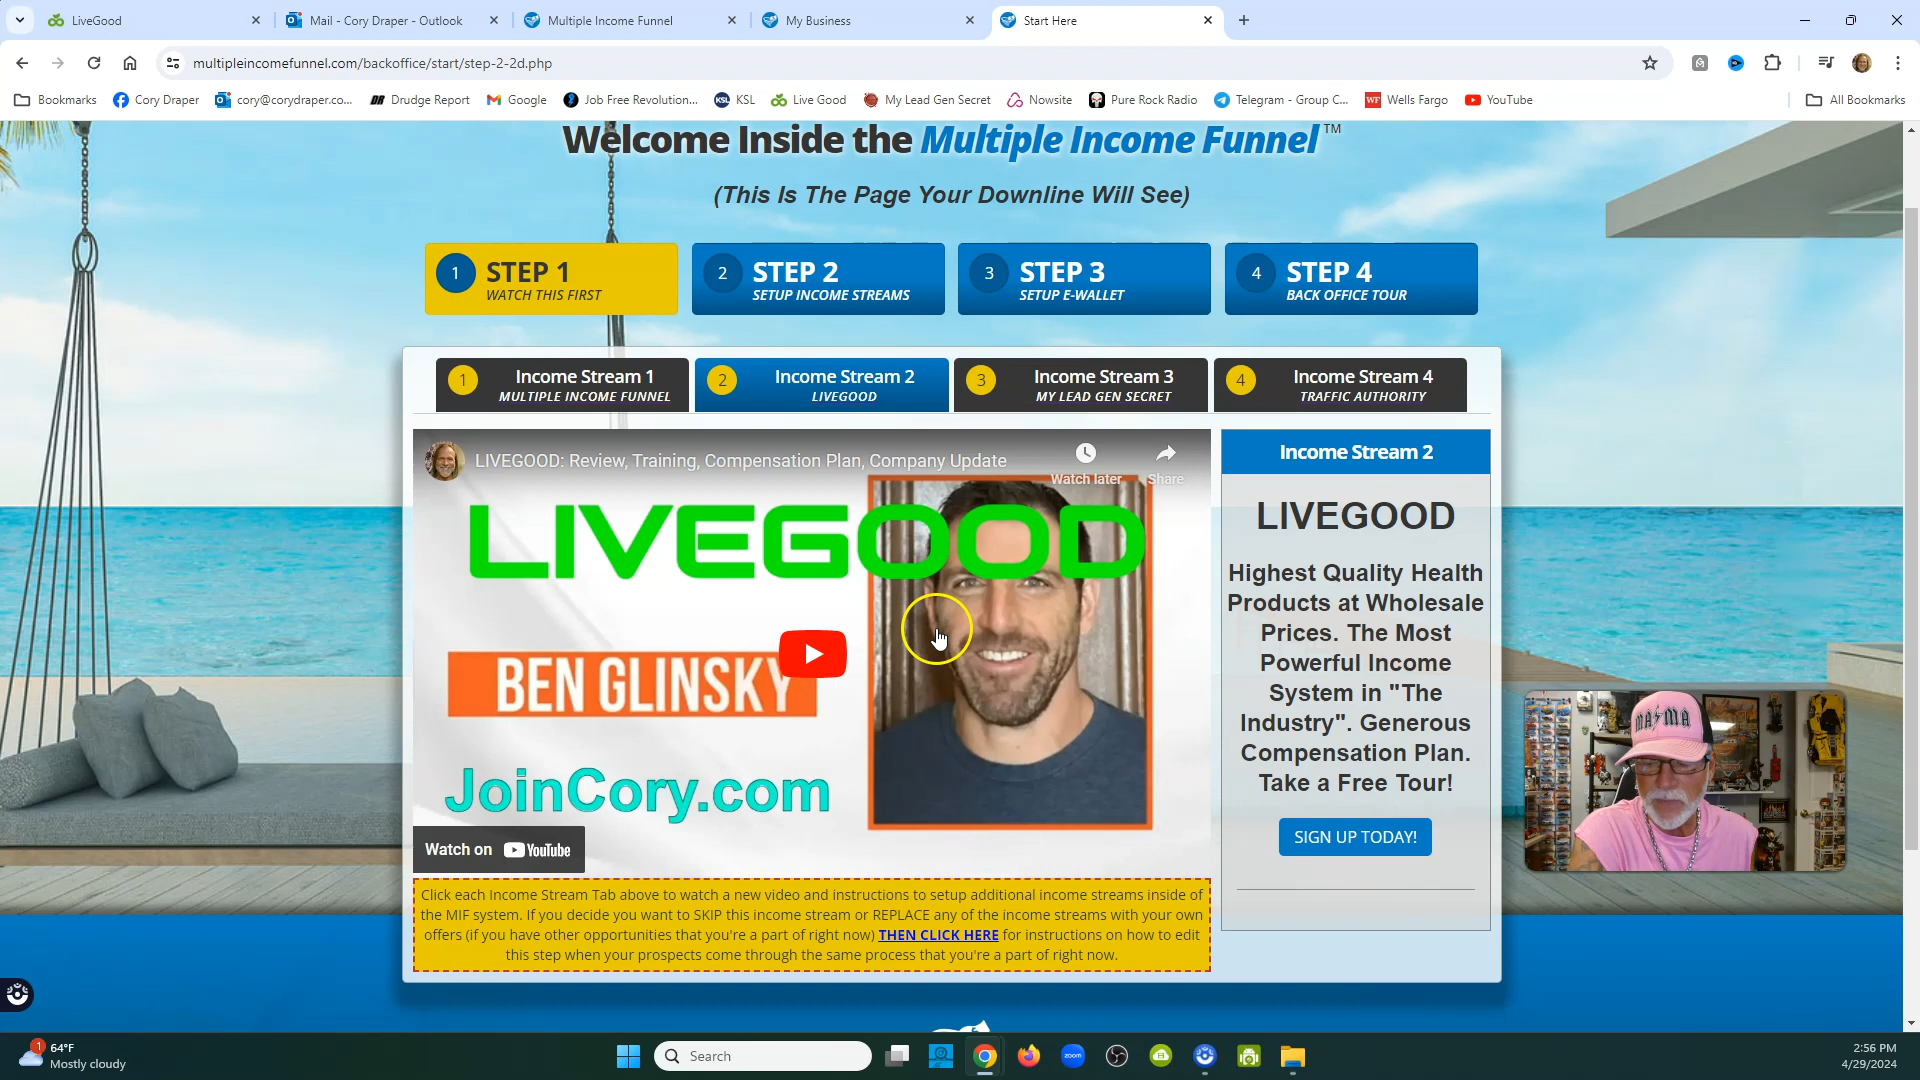 LiveGood
Mail - Cory Draper - Outlook
Multiple Income Funnel
My Business
Start Here
multipleincomefunnel.com/backoffice/start/step-2-2d.php
Bookmarks
Cory Draper
cory@corydraper.co...
Drudge Report
Google
Job Free Revolution...
KSL
Live Good
My Lead Gen Secret
Nowsite
Pure Rock Radio
Telegram - Group C...
WF
Wells Fargo
YouTube
All Bookmarks
Welcome Inside the Multiple Income Funnel™
(This Is The Page Your Downline Will See)
1
STEP 1
WATCH THIS FIRST
2
STEP 2
SETUP INCOME STREAMS
3
STEP 3
SETUP E-WALLET
4
STEP 4
BACK OFFICE TOUR
1
Income Stream 1
MULTIPLE INCOME FUNNEL
2
Income Stream 2
LIVEGOOD
3
Income Stream 3
MY LEAD GEN SECRET
4
Income Stream 4
TRAFFIC AUTHORITY
LIVEGOOD: Review, Training, Compensation Plan, Company Update
Watch later
Share
LIVEGOOD
BEN GLINSKY
JoinCory.com
Watch on YouTube
Income Stream 2
LIVEGOOD
Highest Quality Health
Products at Wholesale
Prices. The Most
Powerful Income
System in "The
Industry". Generous
Compensation Plan.
Take a Free Tour!
SIGN UP TODAY!
Click each Income Stream Tab above to watch a new video and instructions to setup additional income streams inside of
the MIF system. If you decide you want to SKIP this income stream or REPLACE any of the income streams with your own
offers (if you have other opportunities that you're a part of right now) THEN CLICK HERE for instructions on how to edit
this step when your prospects come through the same process that you're a part of right now.
MA MA
1
64°F
Mostly cloudy
Search
zoom
2:56 PM
4/29/2024